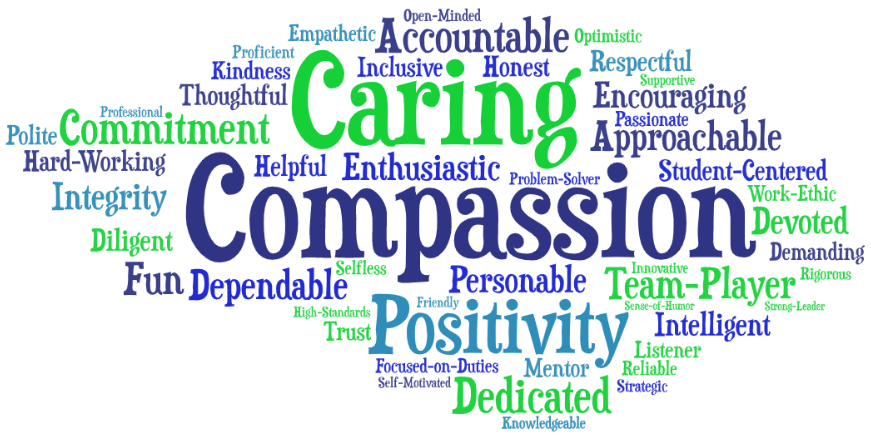 Open-Minded
Empathetic
Accountable
Optimistic
Proficient
Kindness
Inclusive
Honest
Respectful
Caring
Supportive
Thoughtful
Encouraging
Professional
Passionate
Polite
Commitment
Approachable
Hard-Working
Helpful
Enthusiastic
Problem-Solver
Student-Centered
Integrity
Compassion
Work-Ethic
Devoted
Diligent
Demanding
Fun
Dependable
Selfless
Personable
Innovative
Team-Player
Rigorous
Friendly
Sense-of-Humor
Strong-Leader
High-Standards
Trust
Positivity
Intelligent
Listener
Focused-on-Duties
Mentor
Reliable
Self-Motivated
Dedicated
Strategic
Knowledgeable